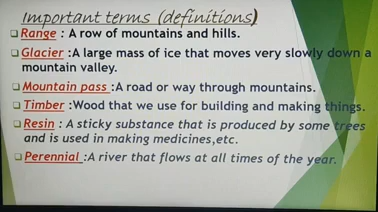 Important terms (definitions)
Range : A row of mountains and hills.
Glacier :A large mass of ice that moves very slowly down a
mountain valley.
Mountain pass :A road or way through mountains.
Timber :Wood that we use for building and making things.
Resin : A sticky substance that is produced by some trees
and is used in making medicines,etc.
Perennial :A river that flows at all times of the year.